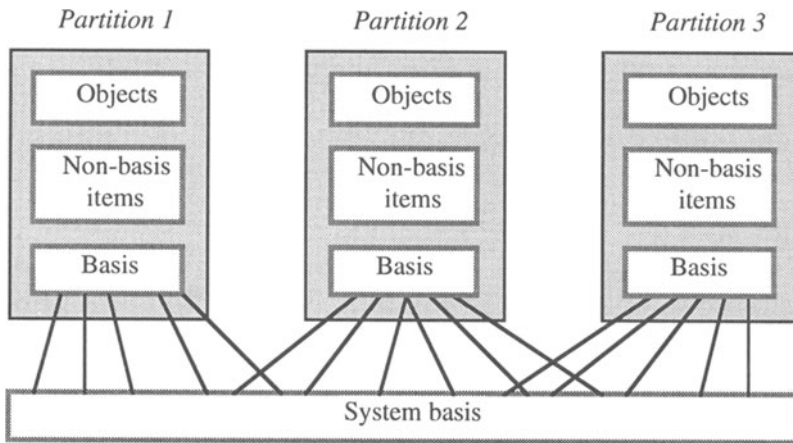 Partition 1
Partition 2
Partition 3
Objects
Objects
Objects
Non-basis
items
Non-basis
items
Non-basis
items
Basis
Basis
Basis
System basis